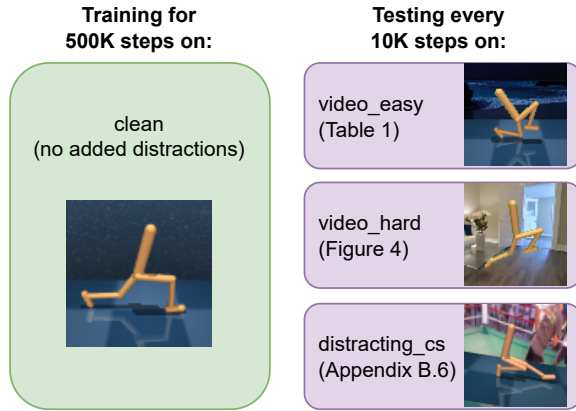 Training for
500K steps on:
clean
(no added distractions)
Testing every
10K steps on:
video_easy
(Table 1)
video_hard
(Figure 4)
distracting_cs
(Appendix B.6)